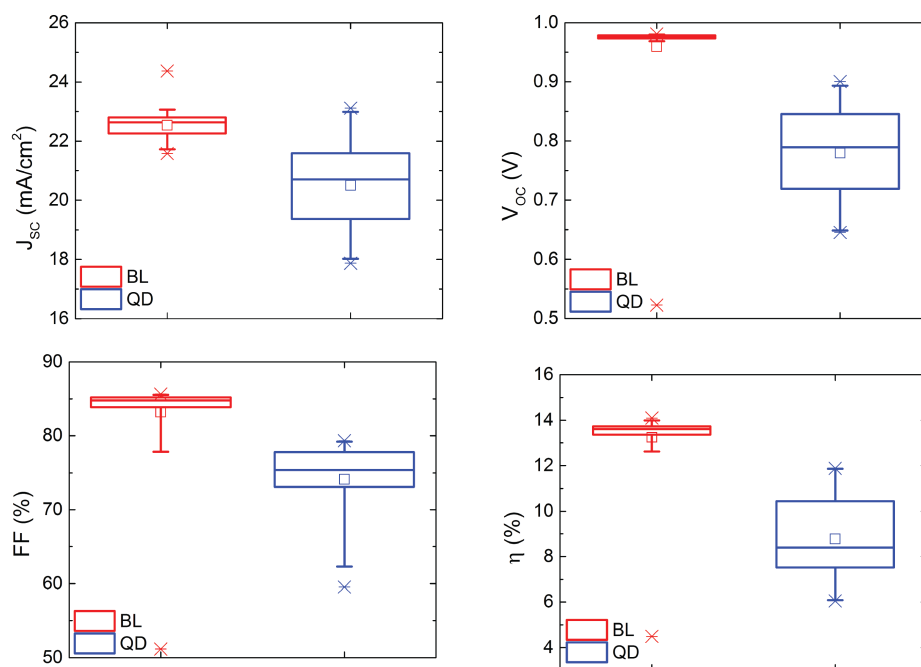 J_SC (mA/cm²)
26
24
22
20
18
16
BL
QD
V_OC (V)
1.0
0.9
0.8
0.7
0.6
0.5
BL
QD
FF (%)
90
80
70
60
50
BL
QD
η (%)
16
14
12
10
8
6
4
BL
QD